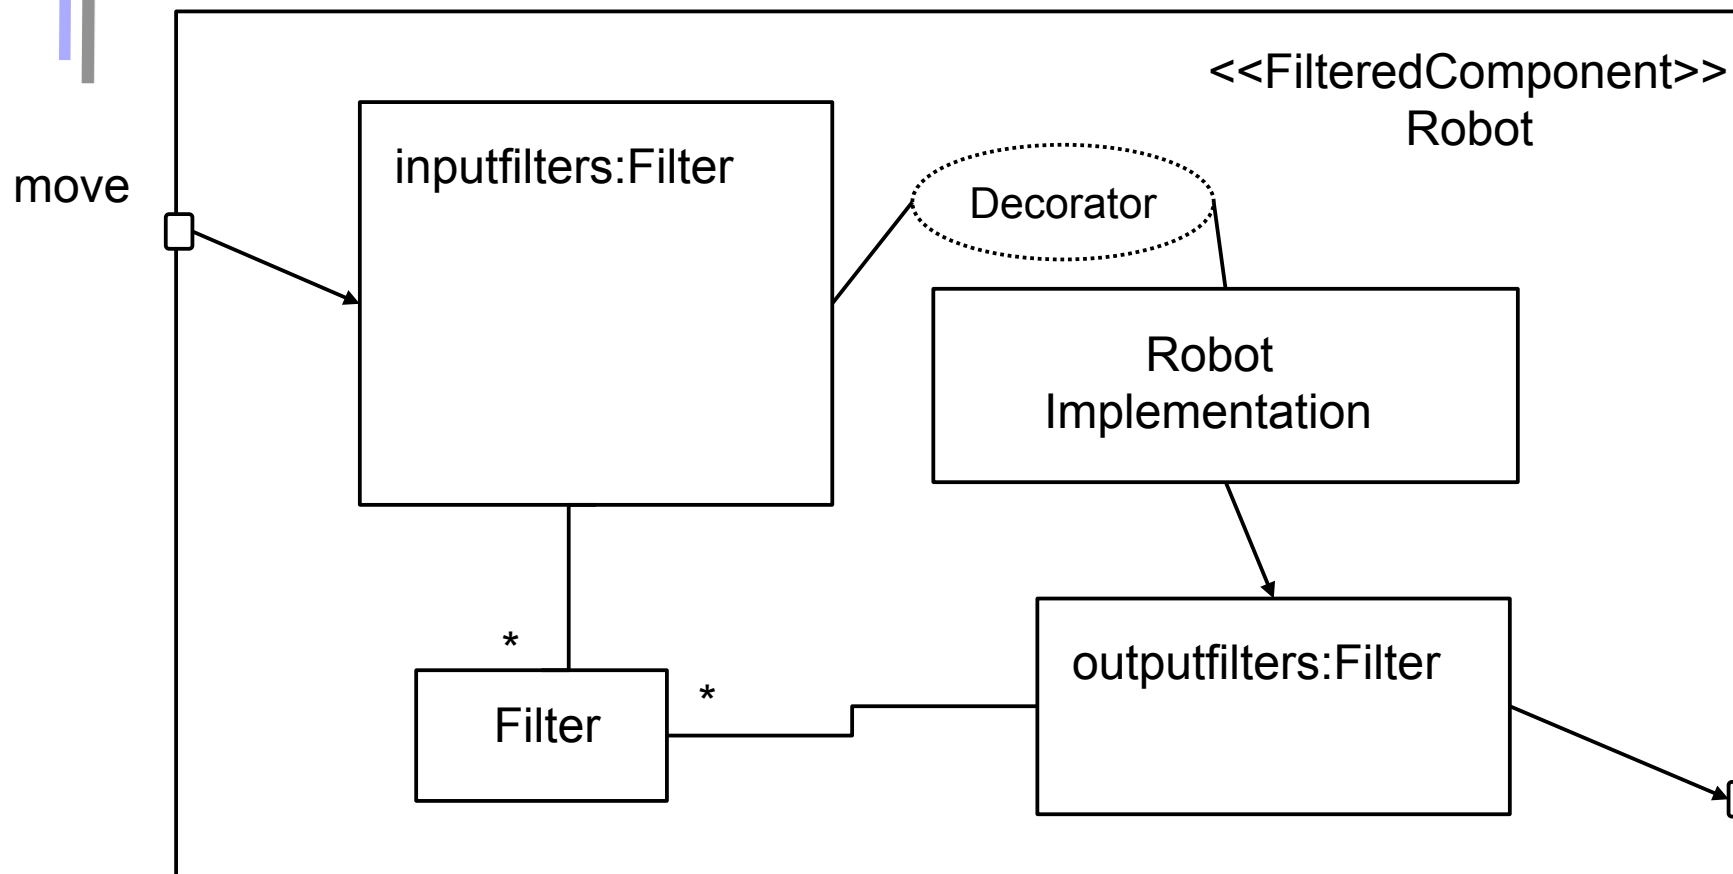 <<FilteredComponent>>
Robot
move
inputfilters:Filter
Decorator
Robot
Implementation
*
*
outputfilters:Filter
Filter